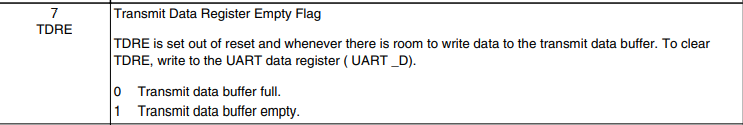 7
TDRE
Transmit Data Register Empty Flag
TDRE is set out of reset and whenever there is room to write data to the transmit data buffer. To clear
TDRE, write to the UART data register ( UART _D).
0 Transmit data buffer full.
1 Transmit data buffer empty.